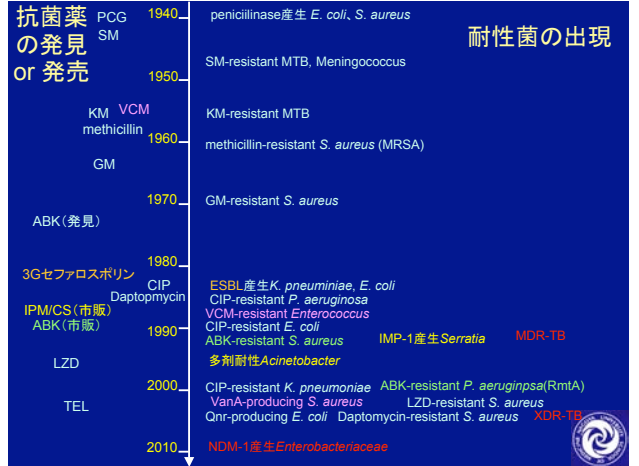 抗菌薬
の発見
or 発売
耐性菌の出現
PCG
SM
1940
peniciilinase産生 E. coli、S. aureus
SM-resistant MTB, Meningococcus
1950
KM VCM
methicillin
KM-resistant MTB
1960
methicillin-resistant S. aureus (MRSA)
GM
1970
GM-resistant S. aureus
ABK（発見）
1980
3Gセファロスポリン
CIP
Daptopmycin
ESBL産生K. pneuminiae, E. coli
CIP-resistant P. aeruginosa
IPM/CS（市販）
VCM-resistant Enterococcus
ABK（市販）
1990
CIP-resistant E. coli
ABK-resistant S. aureus
IMP-1産生Serratia
MDR-TB
LZD
多剤耐性Acinetobacter
2000
CIP-resistant K. pneumoniae
ABK-resistant P. aeruginpsa(RmtA)
TEL
VanA-producing S. aureus
LZD-resistant S. aureus
Qnr-producing E. coli
Daptomycin-resistant S. aureus
XDR-TB
2010
NDM-1産生Enterobacteriaceae